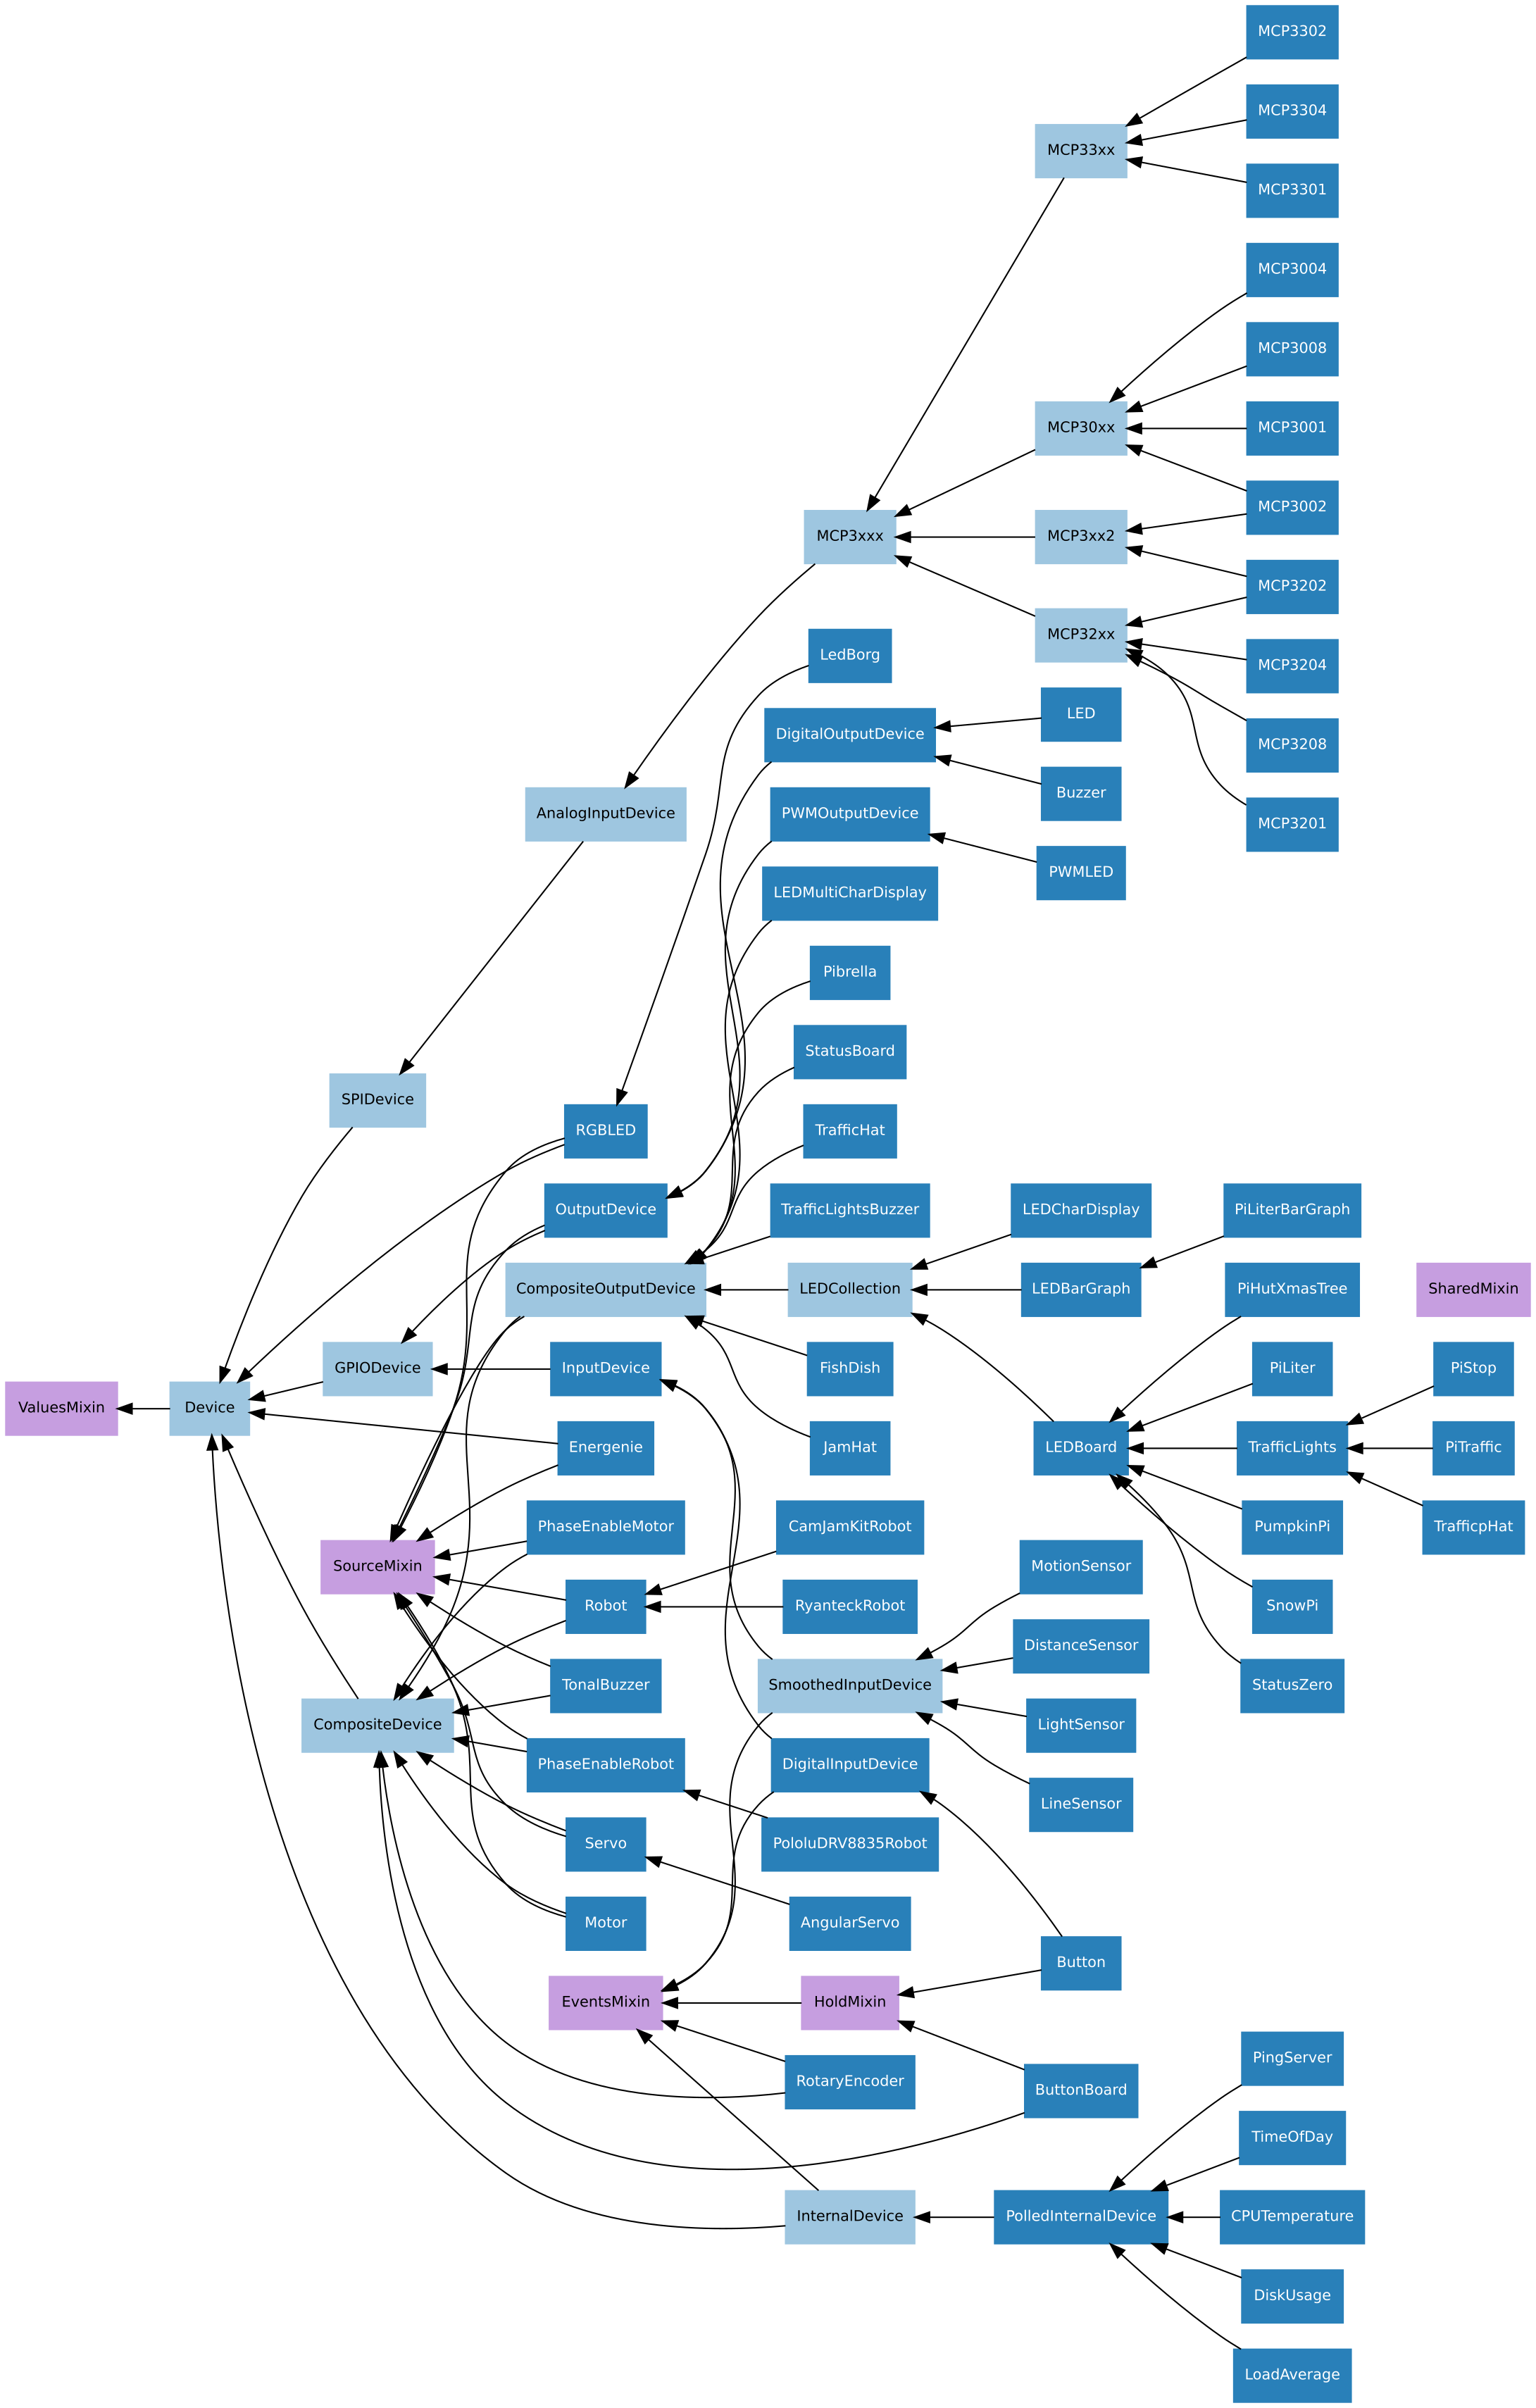 MCP3302
MCP3304
MCP33xx
MCP3301
MCP3004
MCP3008
MCP30xx
MCP3001
MCP3002
MCP3xxx
MCP3xx2
MCP3202
MCP32xx
LedBorg
MCP3204
LED
DigitalOutputDevice
MCP3208
Buzzer
PWMOutputDevice
AnalogInputDevice
MCP3201
PWMLED
LEDMultiCharDisplay
Pibrella
StatusBoard
SPIDevice
RGBLED
TrafficHat
OutputDevice
TrafficLightsBuzzer
LEDCharDisplay
PiLiterBarGraph
CompositeOutputDevice
LEDCollection
LEDBarGraph
PiHutXmasTree
SharedMixin
GPIODevice
InputDevice
FishDish
PiLiter
PiStop
ValuesMixin
Device
Energenie
JamHat
LEDBoard
TrafficLights
PiTraffic
PhaseEnableMotor
CamJamKitRobot
PumpkinPi
TrafficpHat
SourceMixin
MotionSensor
Robot
RyanteckRobot
SnowPi
DistanceSensor
TonalBuzzer
SmoothedInputDevice
StatusZero
CompositeDevice
LightSensor
PhaseEnableRobot
DigitalInputDevice
LineSensor
Servo
PololuDRV8835Robot
Motor
AngularServo
Button
EventsMixin
HoldMixin
PingServer
RotaryEncoder
ButtonBoard
TimeOfDay
InternalDevice
PolledInternalDevice
CPUTemperature
DiskUsage
LoadAverage